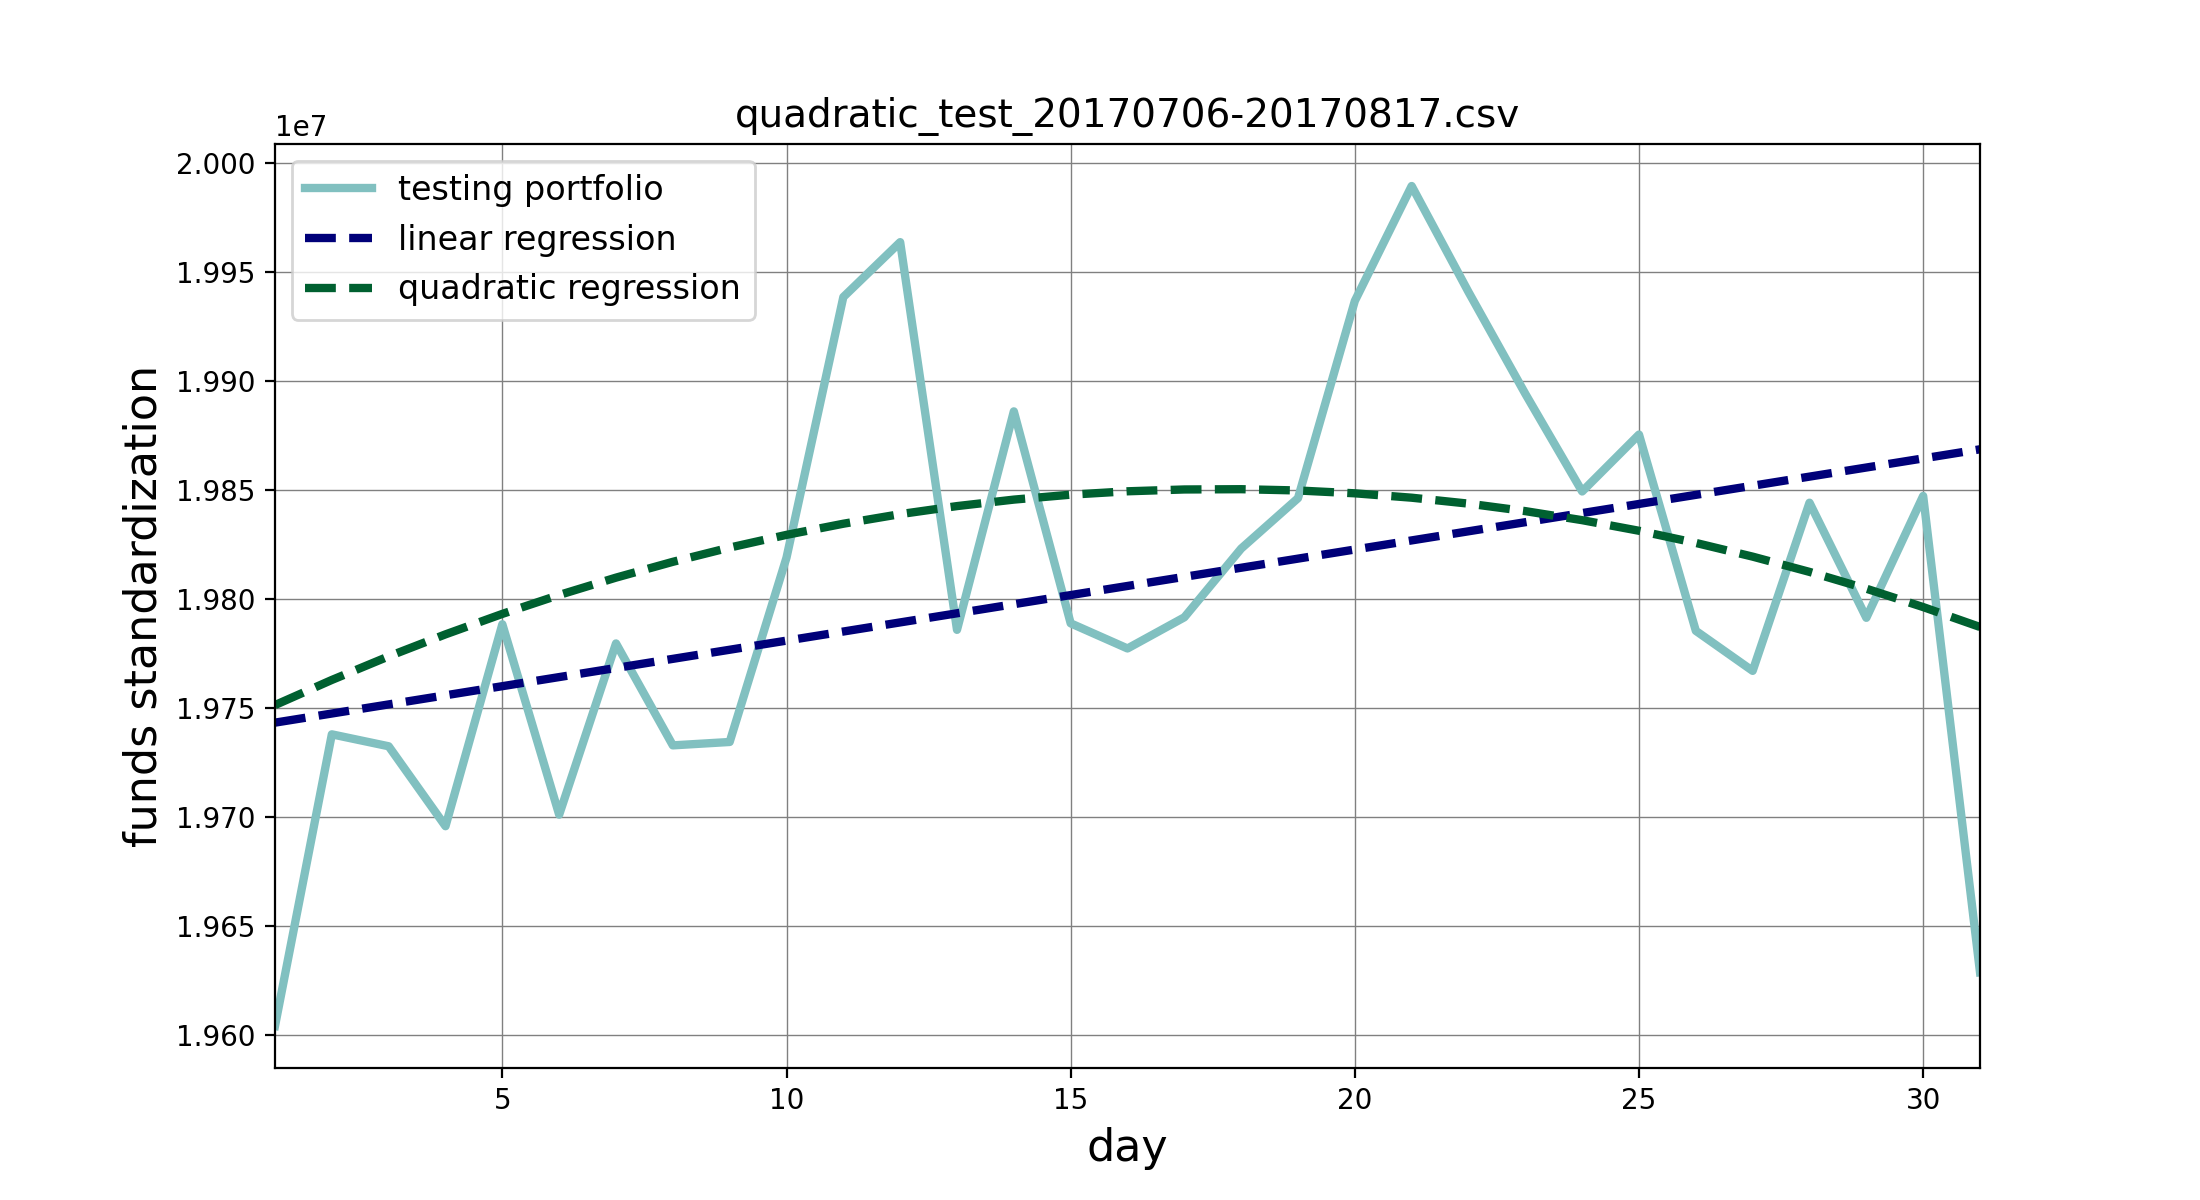 quadratic_test_20170706-20170817.csv
1e7
2.000
1.995
1.990
1.985
1.980
1.975
1.970
1.965
1.960
funds standardization
testing portfolio
linear regression
quadratic regression
5 10 15 20 25 30
day